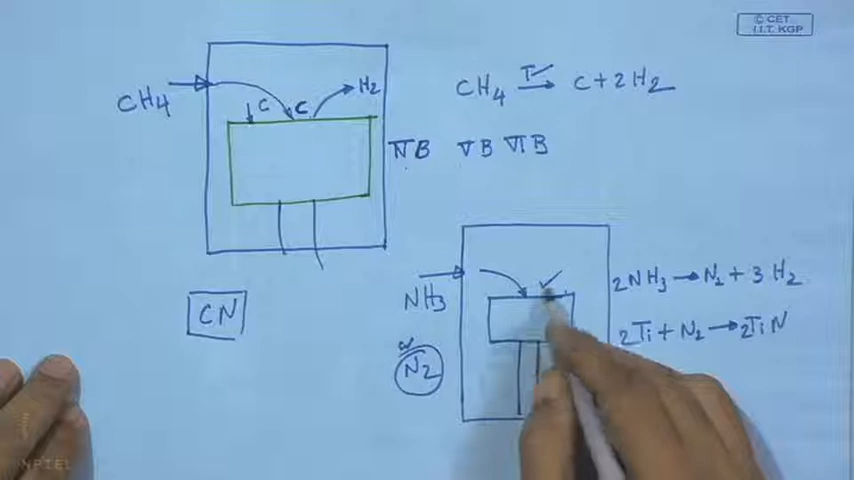 © CET
I.I.T. KGP
CH4 C C H2
CH4 T C + 2H2
IVB VB VIB
NH3
2NH3 → N2 + 3H2
CN
N2
2Ti + N2 → 2TiN
NPTEL